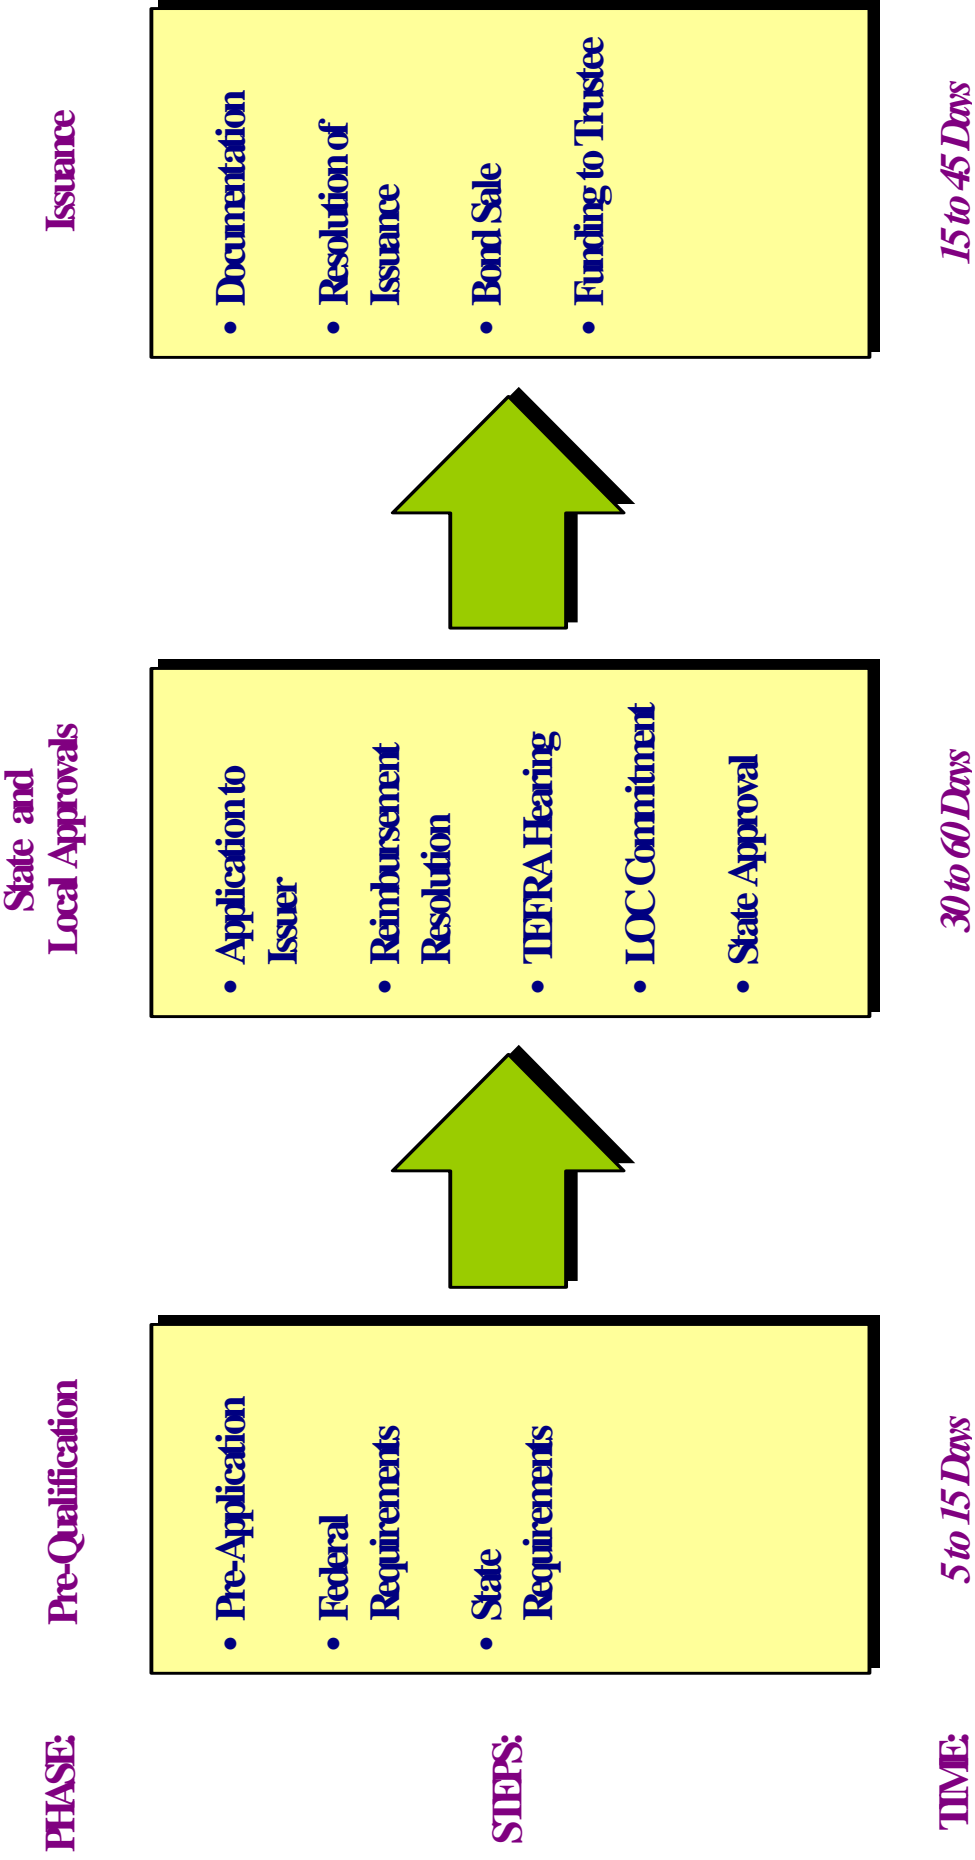 PHASE:
Pre-Qualification
State and
Local Approvals
Issuance
STEPS:
• Pre-Application
• Federal
Requirements
• State
Requirements
• Application to
Issuer
• Reimbursement
Resolution
• TEFRA Hearing
• LOC Commitment
• State Approval
• Documentation
• Resolution of
Issuance
• Bond Sale
• Funding to Trustee
TIME:
5 to 15 Days
30 to 60 Days
15 to 45 Days